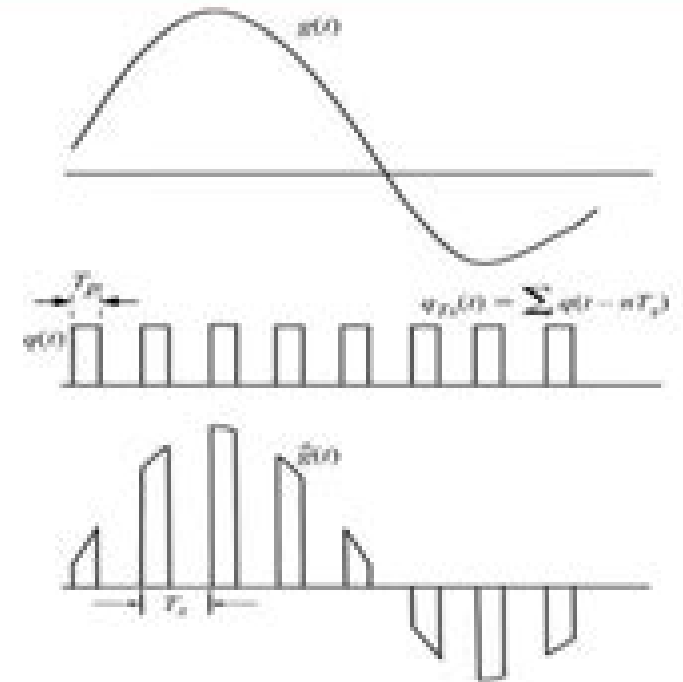 g(t)
T_p
q_{T_s}(t) = ∑ q(t − nT_s)
q(t)
g̃(t)
T_s